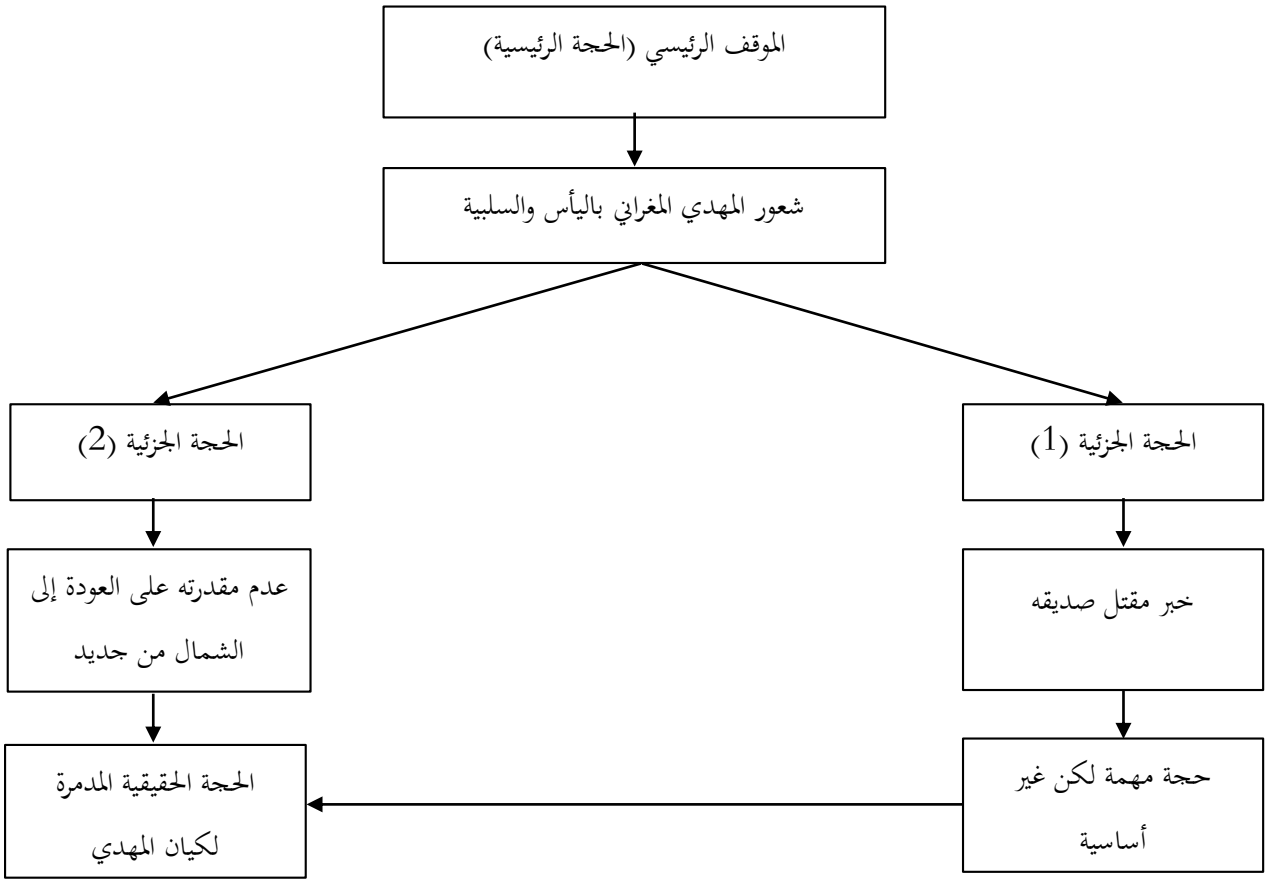 الموقف الرئيسي (الحجة الرئيسية)
شعور المهدي المغراني باليأس والسلبية
الحجة الجزئية (1)
الحجة الجزئية (2)
خبر مقتل صديقه
عدم مقدرته على العودة إلى
الشمال من جديد
حجة مهمة لكن غير
أساسية
الحجة الحقيقية المدمرة
لكيان المهدي